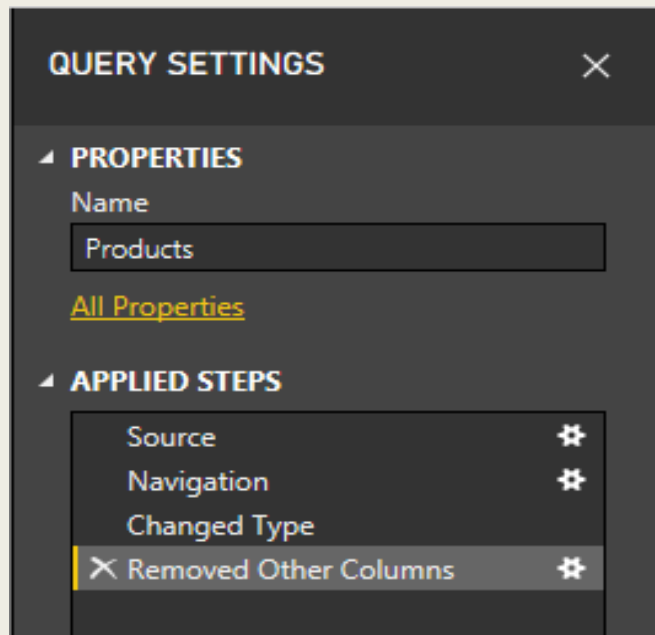 QUERY SETTINGS
PROPERTIES
Name
Products
All Properties
APPLIED STEPS
Source
Navigation
Changed Type
Removed Other Columns